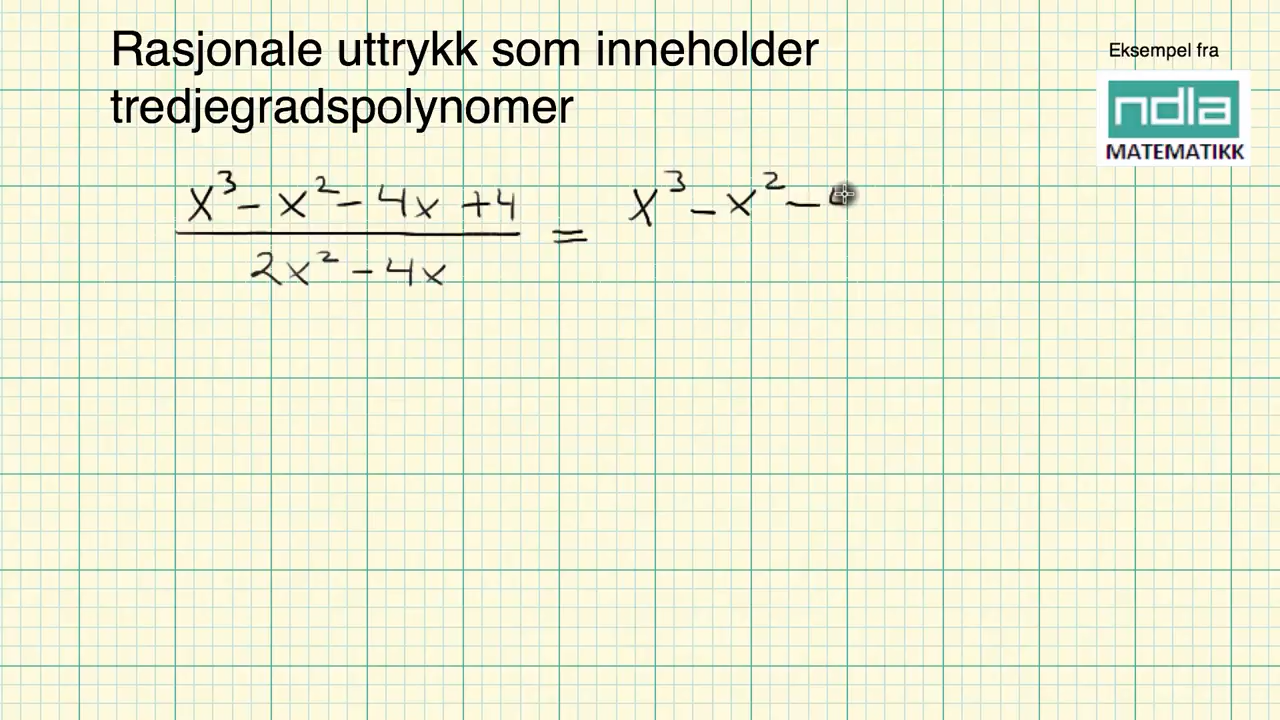 Rasjonale uttrykk som inneholder
tredjegradspolynomer
Eksempel fra
ndla
MATEMATIKK
x³ - x² - 4x + 4
2x² - 4x
=
x³ - x² -